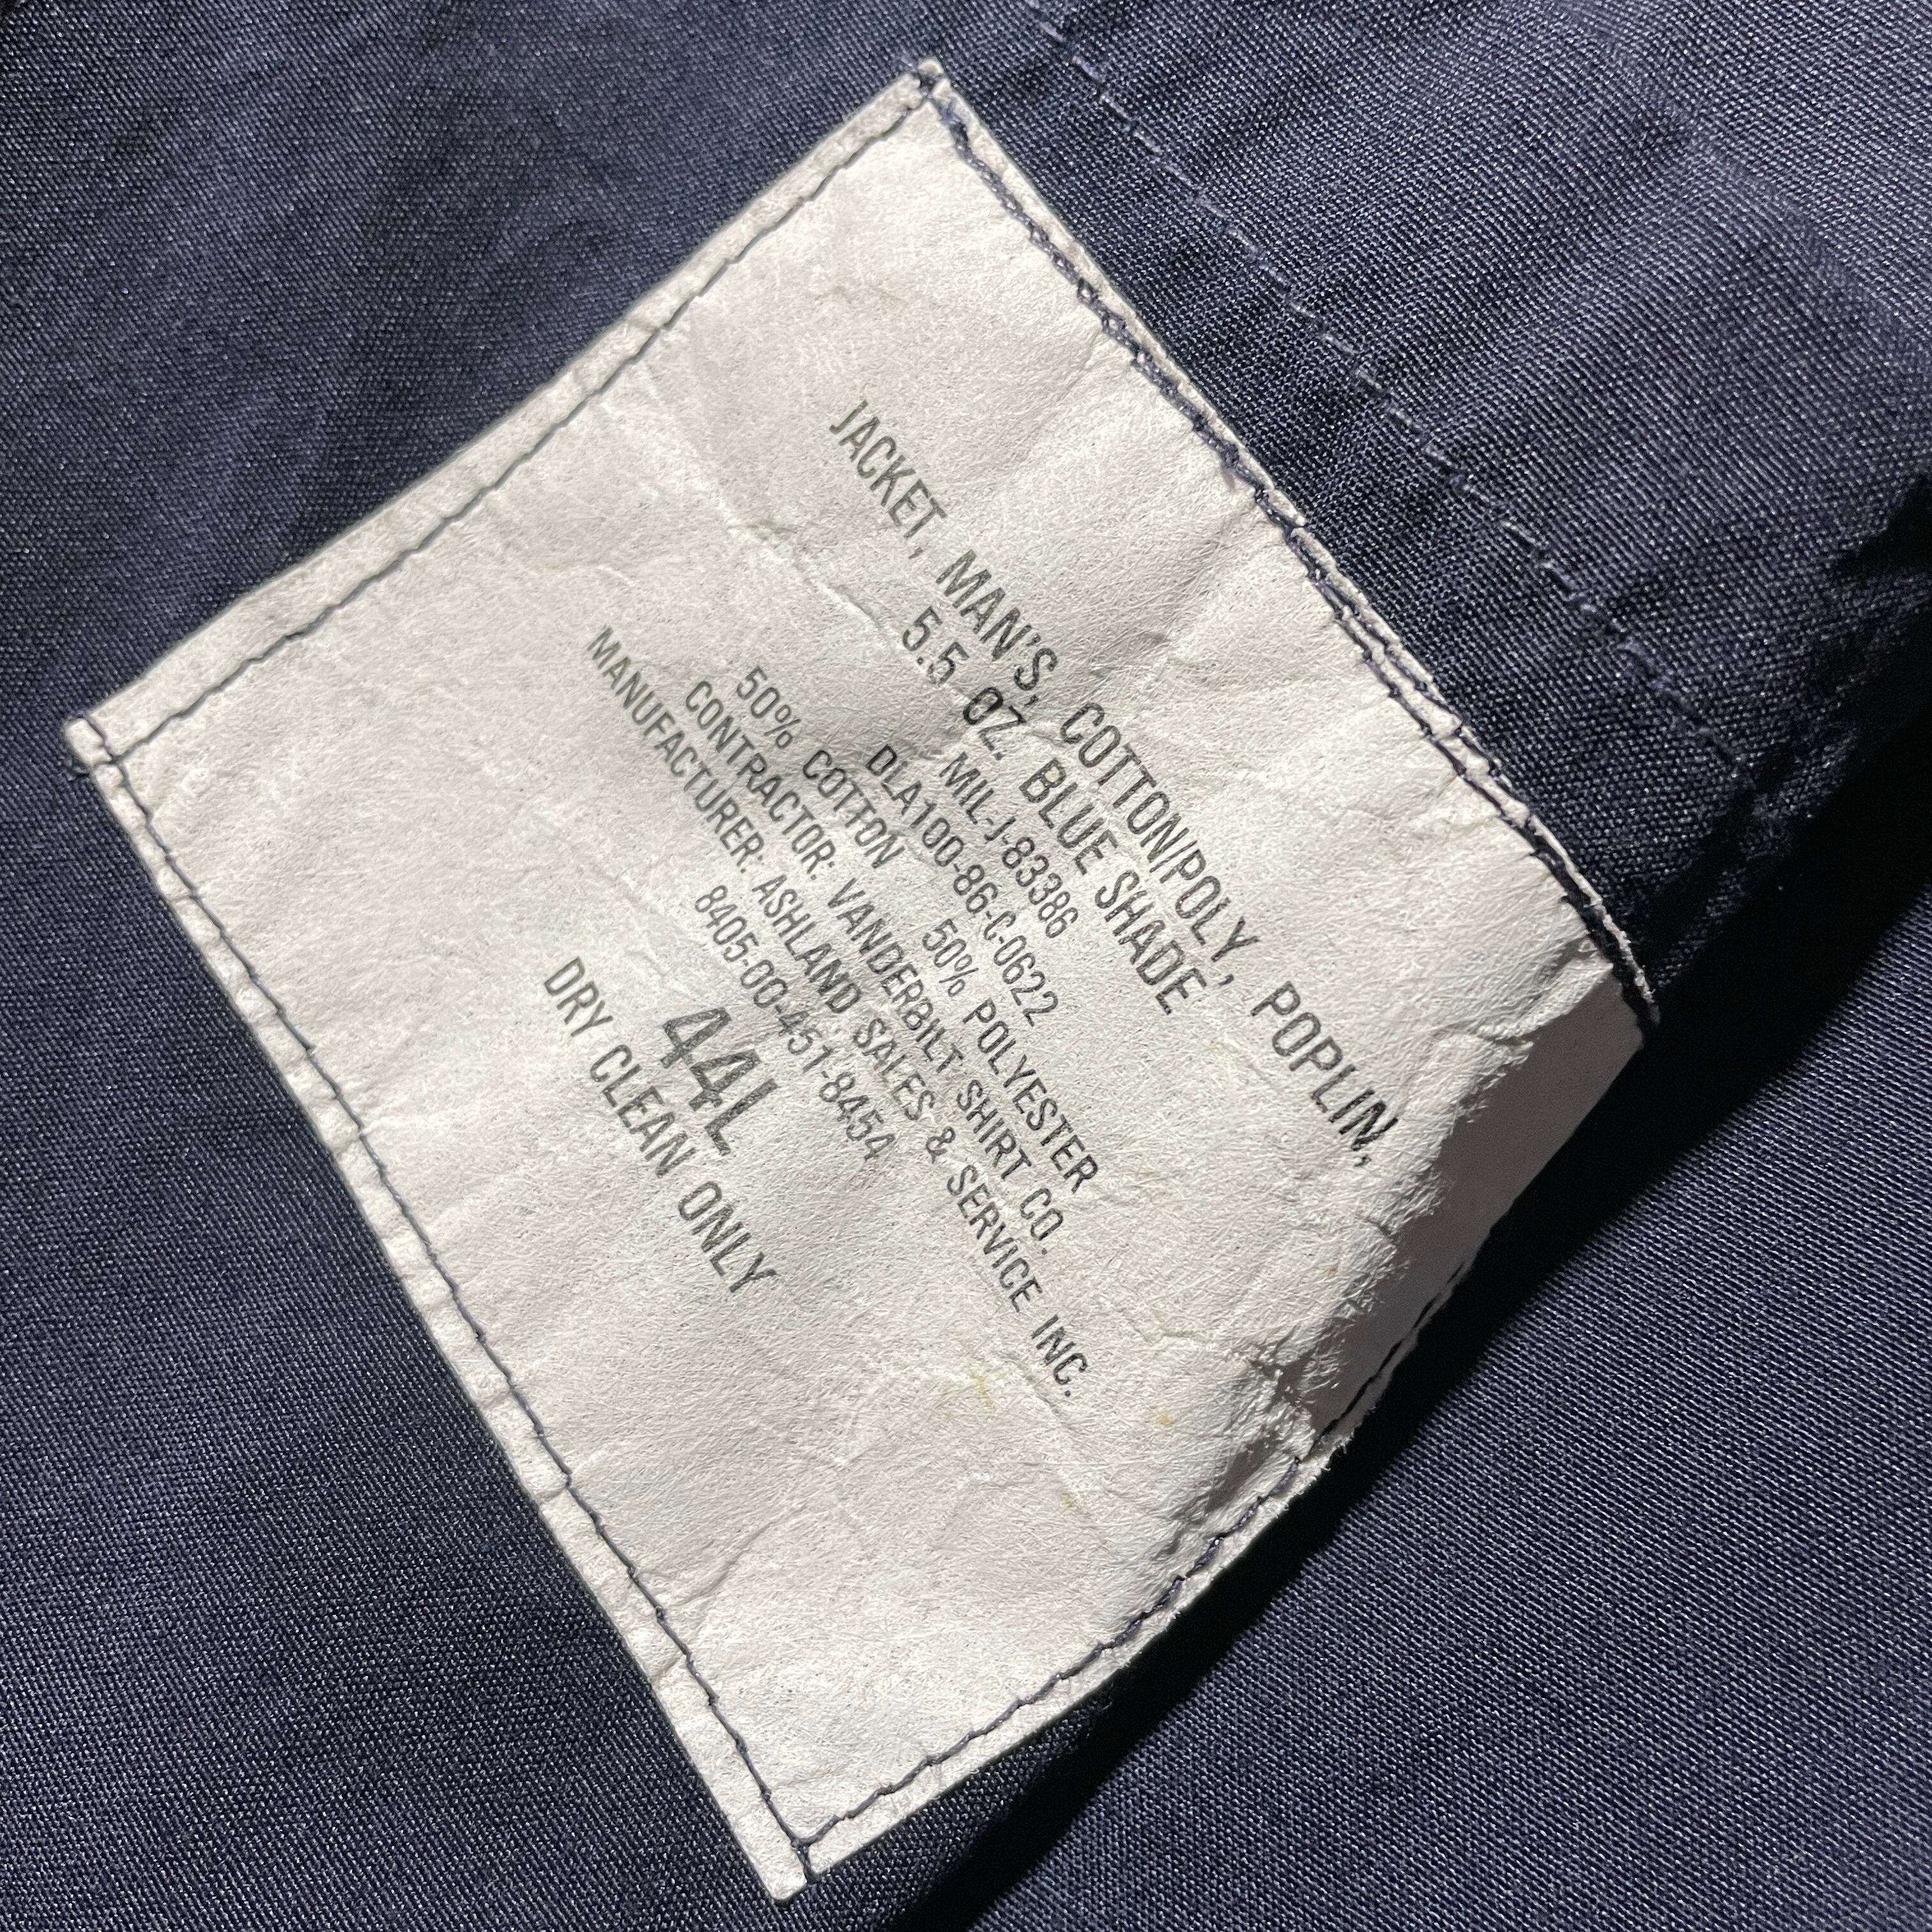 JACKET, MAN'S, COTTON/POLY, POPLIN,
5.5 OZ. BLUE SHADE
MIL-J-83386
DLA100-86-C-0622
50% COTTON 50% POLYESTER
CONTRACTOR: VANDERBILT SHIRT CO.
MANUFACTURER: ASHLAND SALES & SERVICE INC.
8405-00-451-8454
44L
DRY CLEAN ONLY